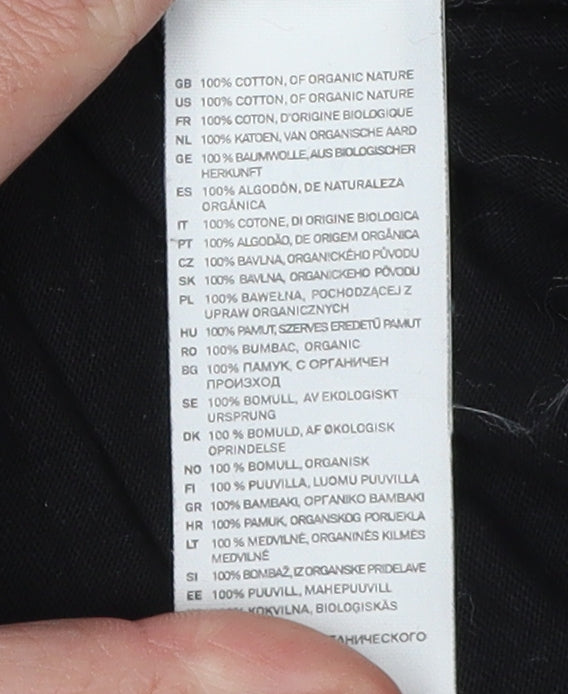 GB 100% COTTON, OF ORGANIC NATURE
US 100% COTTON, OF ORGANIC NATURE
FR 100% COTON, D'ORIGINE BIOLOGIQUE
NL 100% KATOEN, VAN ORGANISCHE AARD
GE 100 % BAUMWOLLE, AUS BIOLOGISCHER
HERKUNFT
ES 100% ALGODÓN, DE NATURALEZA
ORGÂNICA
IT 100% COTONE, DI ORIGINE BIOLOGICA
PT 100% ALGODÃO, DE ORIGEM ORGÂNICA
CZ 100% BAVLNA, ORGANICKÉHO PŮVODU
SK 100% BAVLNA, ORGANICKEHO PÔVODU
PL 100% BAWEŁNA, POCHODZĄCEJ Z
UPRAW ORGANICZNYCH
HU 100% PAMUT, SZERVES EREDETŰ PAMUT
RO 100% BUMBAC, ORGANIC
BG 100% ПАМУК, С ОРГАНИЧЕН
ПРОИЗХОД
SE 100% BOMULL, AV EKOLOGISKT
URSPRUNG
DK 100 % BOMULD, AF ØKOLOGISK
OPRINDELSE
NO 100 % BOMULL, ORGANISK
FI 100 % PUUVILLA, LUOMU PUUVILLA
GR 100% ΒΑΜΒΑΚΙ, ΟΡΓΑΝΙΚΟ ΒΑΜΒΑΚΙ
HR 100% PAMUK, ORGANSKOG PORIJEKLA
LT 100 % MEDVILNĖ, ORGANINĖS KILMĖS
MEDVILNĖ
SI 100% BOMBAŽ, IZ ORGANSKE PRIDELAVE
EE 100% PUUVILL, MAHEPUUVILL
KOKVILNA, BIOLOĢISKĀS